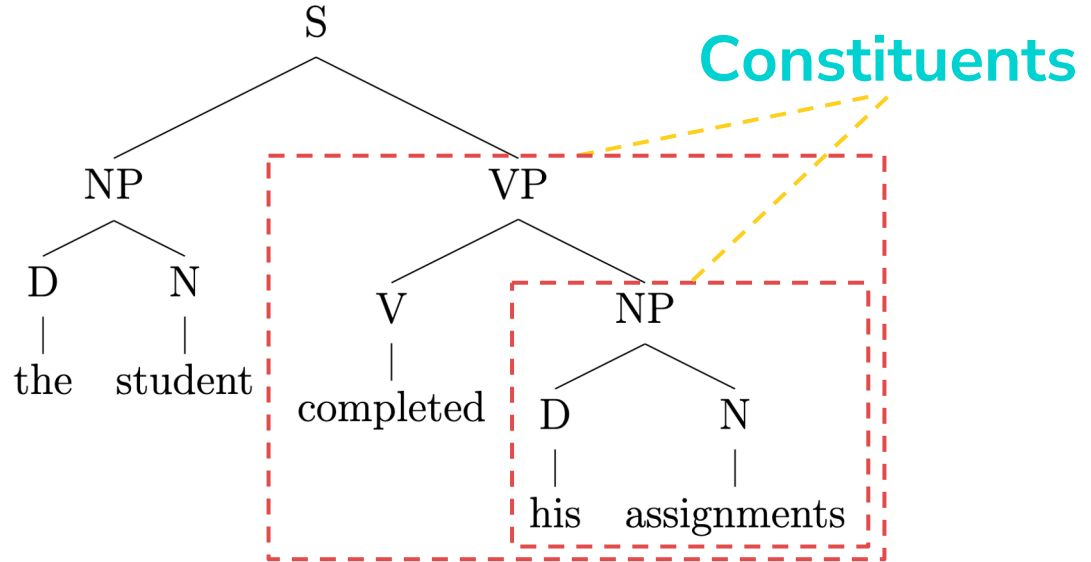 S
Constituents
NP VP
D N
V NP
the student
completed
D N
his assignments